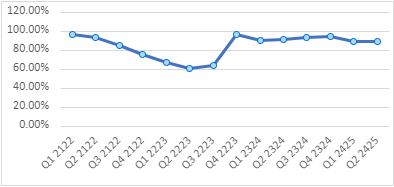 120.00%
100.00%
80.00%
60.00%
40.00%
20.00%
0.00%
Q1 2122
Q2 2122
Q3 2122
Q4 2122
Q1 2223
Q2 2223
Q3 2223
Q4 2223
Q1 2324
Q2 2324
Q3 2324
Q4 2324
Q1 2425
Q2 2425